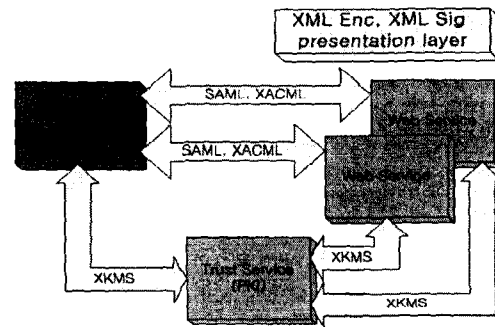 XML Enc. XML Sig
presentation layer
SAML, XACML
Web Service
SAML, XACML
Web Service
XKMS
Trust Service
(PKI)
XKMS
XKMS